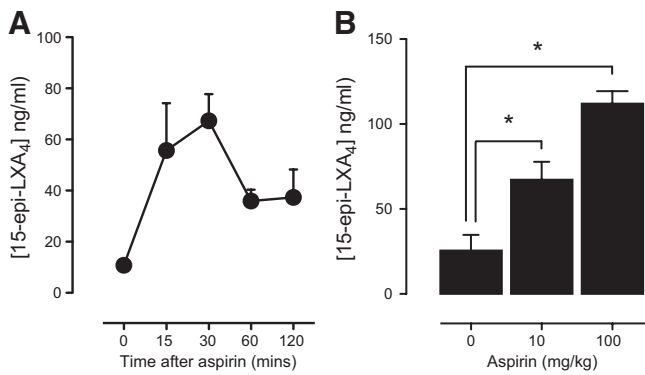 A
[15-epi-LXA4] ng/ml
100
80
60
40
20
0
0 15 30 60 120
Time after aspirin (mins)
B
[15-epi-LXA4] ng/ml
150
100
50
0
*
*
0 10 100
Aspirin (mg/kg)